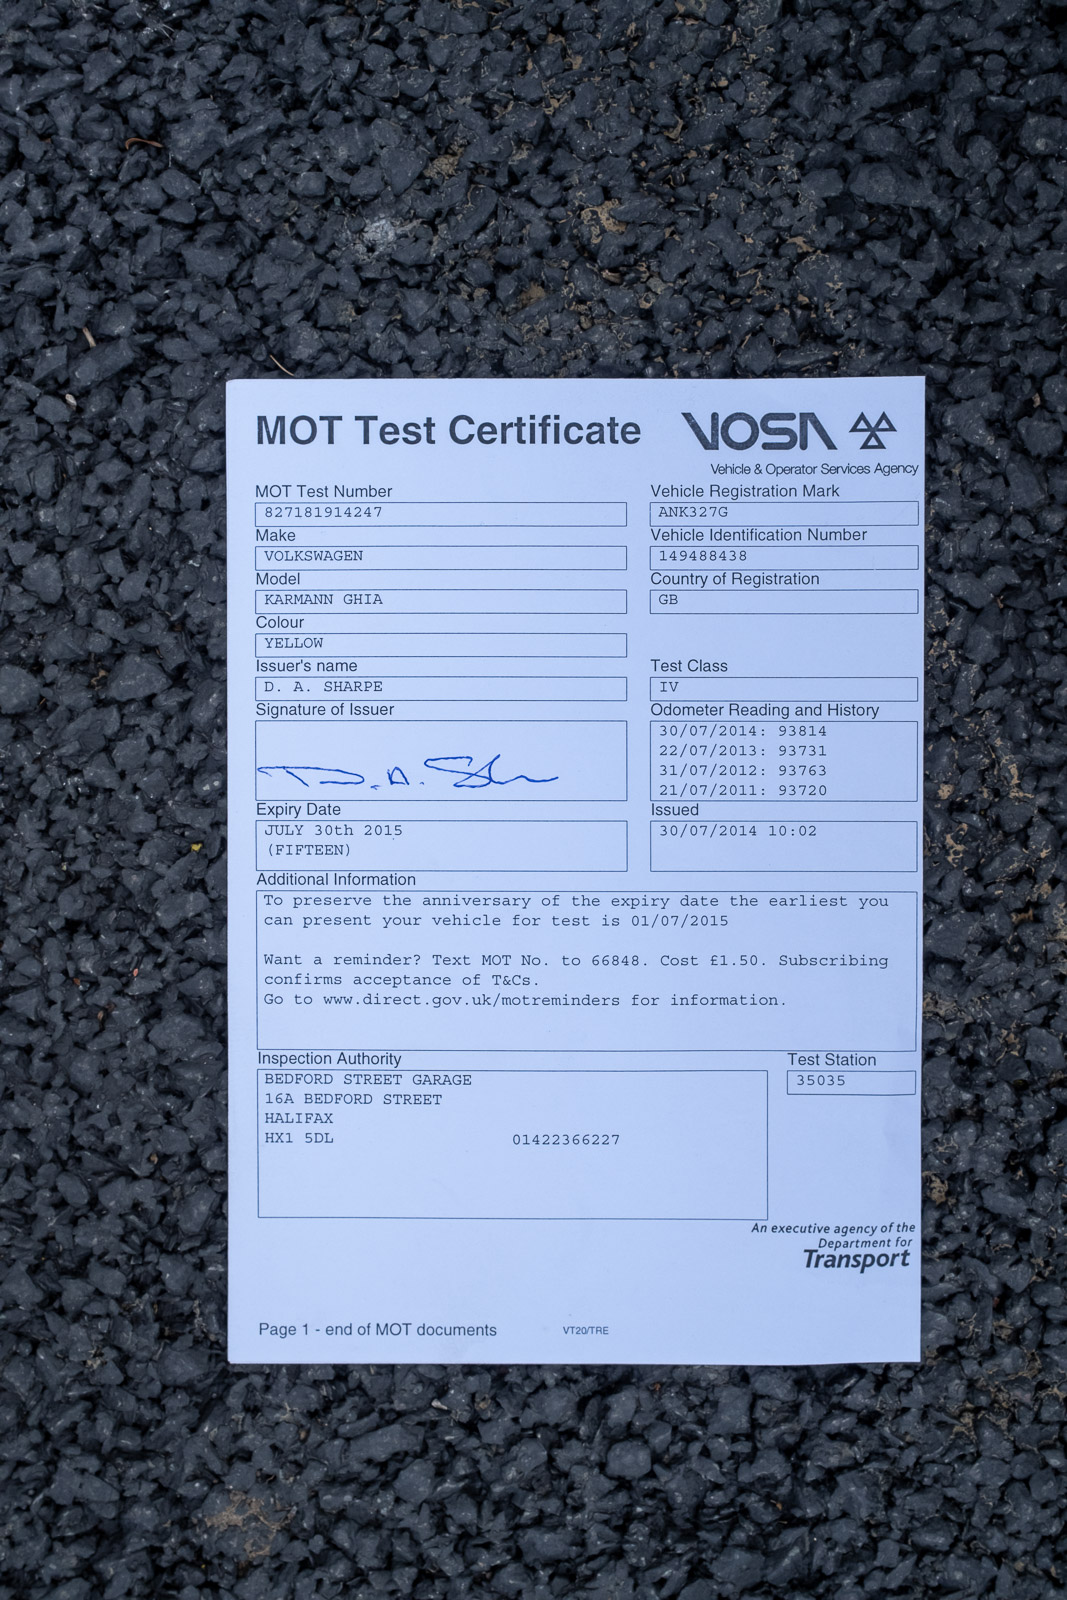 MOT Test Certificate
VOSA
Vehicle & Operator Services Agency
MOT Test Number
827181914247
Vehicle Registration Mark
ANK327G
Make
VOLKSWAGEN
Vehicle Identification Number
149488438
Model
KARMANN GHIA
Country of Registration
GB
Colour
YELLOW
Issuer's name
D. A. SHARPE
Test Class
IV
Signature of Issuer
D. A. Sh
Odometer Reading and History
30/07/2014: 93814
22/07/2013: 93731
31/07/2012: 93763
21/07/2011: 93720
Expiry Date
JULY 30th 2015
(FIFTEEN)
Issued
30/07/2014 10:02
Additional Information
To preserve the anniversary of the expiry date the earliest you
can present your vehicle for test is 01/07/2015
Want a reminder? Text MOT No. to 66848. Cost £1.50. Subscribing
confirms acceptance of T&Cs.
Go to www.direct.gov.uk/motreminders for information.
Inspection Authority
BEDFORD STREET GARAGE
16A BEDFORD STREET
HALIFAX
HX1 5DL 01422366227
Test Station
35035
An executive agency of the
Department for
Transport
Page 1 - end of MOT documents
VT20/TRE